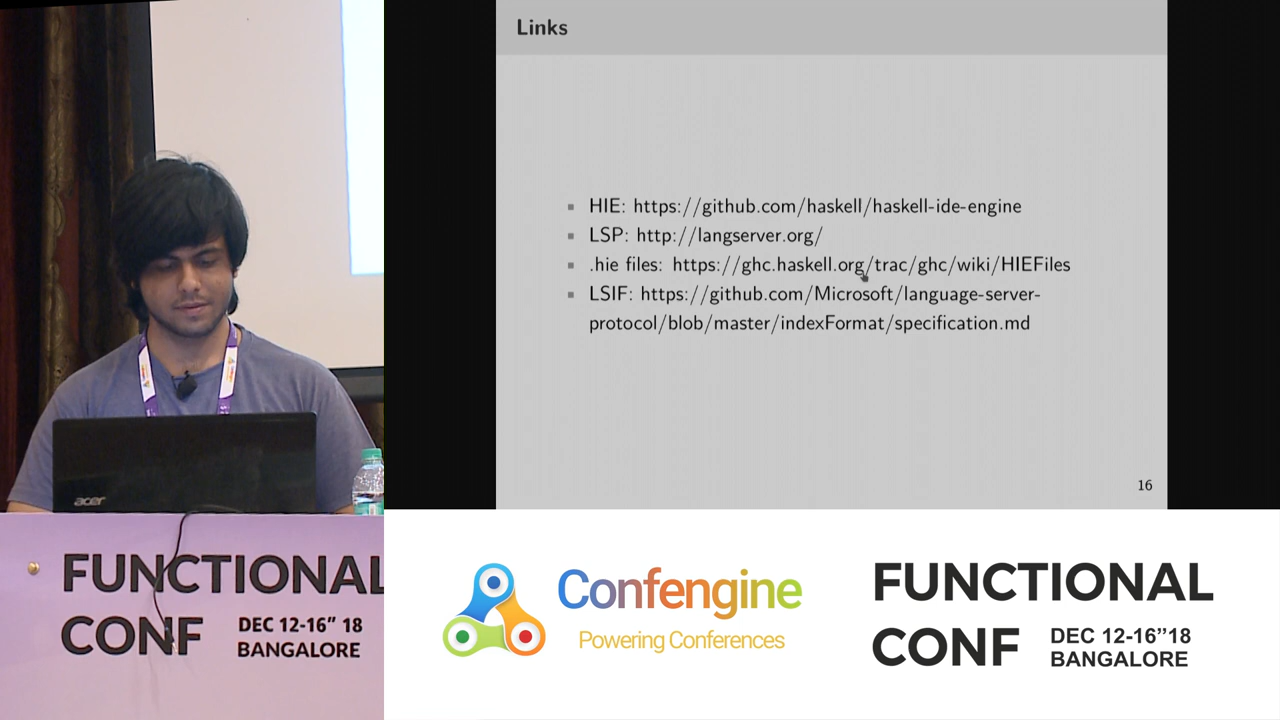 Links
HIE: https://github.com/haskell/haskell-ide-engine
LSP: http://langserver.org/
.hie files: https://ghc.haskell.org/trac/ghc/wiki/HIEFiles
LSIF: https://github.com/Microsoft/language-server-
protocol/blob/master/indexFormat/specification.md
16
acer
FUNCTIONAL
CONF
DEC 12-16" 18
BANGALORE
Confengine
Powering Conferences
FUNCTIONAL
CONF
DEC 12-16"18
BANGALORE